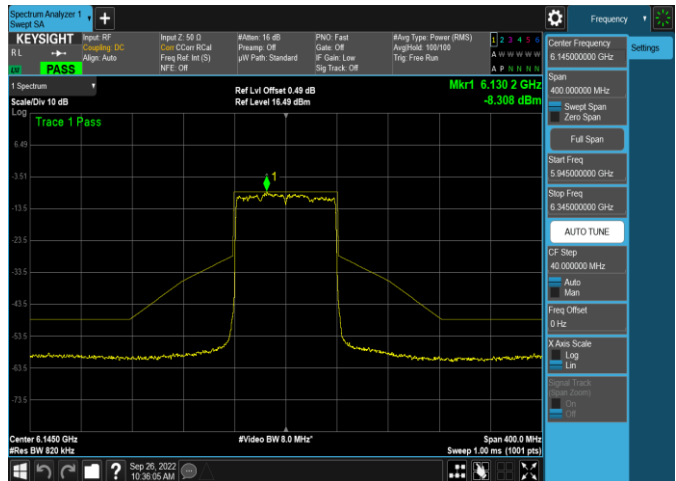 Spectrum Analyzer 1
Swept SA
+
Frequency
KEYSIGHT
RL
PASS
Input: RF
Coupling: DC
Align: Auto
Input Z: 50 Ω
Corr CCorr RCal
Freq Ref: Int (S)
NFE: Off
#Atten: 16 dB
Preamp: Off
µW Path: Standard
PNO: Fast
Gate: Off
IF Gain: Low
Sig Track: Off
#Avg Type: Power (RMS)
Avg|Hold: 100/100
Trig: Free Run
1 2 3 4 5 6
A W W W W W
A P N N N N
1 Spectrum
Scale/Div 10 dB
Log
Ref Lvl Offset 0.49 dB
Ref Level 16.49 dBm
Mkr1 6.130 2 GHz
-8.308 dBm
Trace 1 Pass
1
6.49
-3.51
-13.5
-23.5
-33.5
-43.5
-53.5
-63.5
-73.5
Center 6.1450 GHz
#Res BW 820 kHz
#Video BW 8.0 MHz*
Span 400.0 MHz
Sweep 1.00 ms (1001 pts)
Sep 26, 2022
10:36:05 AM
?
Settings
Center Frequency
6.145000000 GHz
Span
400.000000 MHz
Swept Span
Zero Span
Full Span
Start Freq
5.945000000 GHz
Stop Freq
6.345000000 GHz
AUTO TUNE
CF Step
40.000000 MHz
Auto
Man
Freq Offset
0 Hz
X Axis Scale
Log
Lin
Signal Track
(Span Zoom)
On
Off